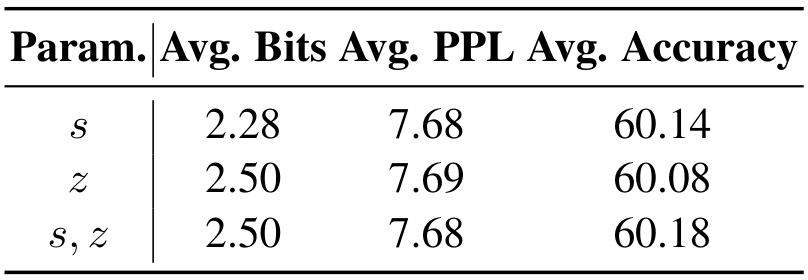 Param. Avg. Bits Avg. PPL Avg. Accuracy
s 2.28 7.68 60.14
z 2.50 7.69 60.08
s, z 2.50 7.68 60.18